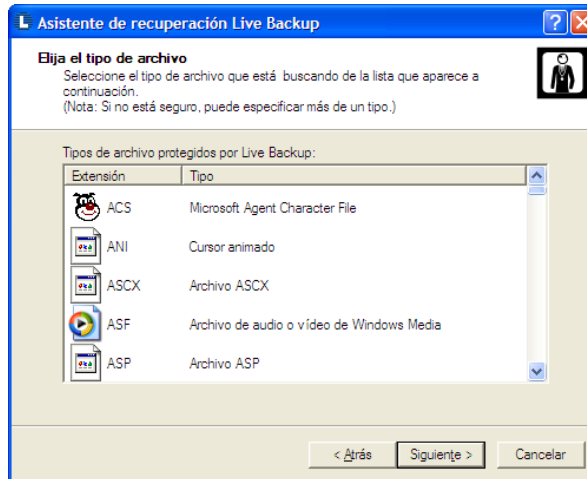 Asistente de recuperación Live Backup
Elija el tipo de archivo
Seleccione el tipo de archivo que está buscando de la lista que aparece a
continuación.
(Nota: Si no está seguro, puede especificar más de un tipo.)
Tipos de archivo protegidos por Live Backup:
Extensión Tipo
ACS Microsoft Agent Character File
ANI Cursor animado
ASCX Archivo ASCX
ASF Archivo de audio o vídeo de Windows Media
ASP Archivo ASP
< Atrás Siguiente > Cancelar